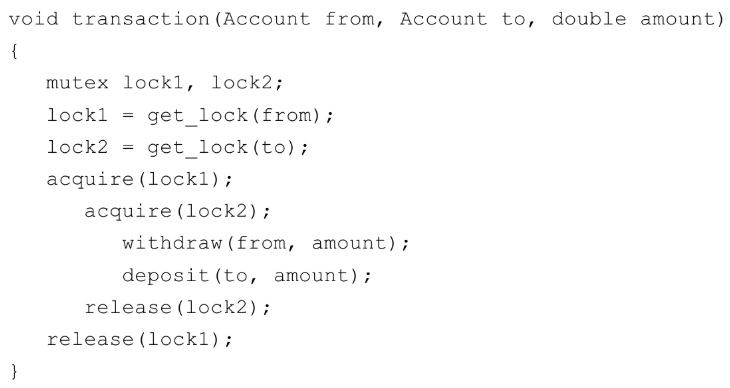 void transaction(Account from, Account to, double amount)
{
mutex lock1, lock2;
lock1 = get_lock(from);
lock2 = get_lock(to);
acquire(lock1);
acquire(lock2);
withdraw(from, amount);
deposit(to, amount);
release(lock2);
release(lock1);
}